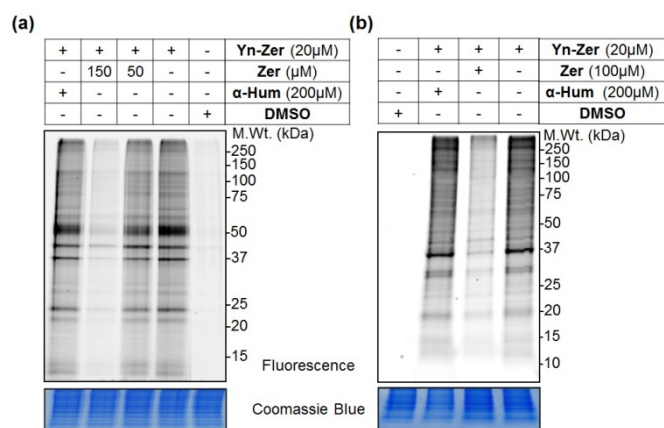 (a)
+ + + + - Yn-Zer (20µM)
- 150 50 - - Zer (µM)
+ - - - - α-Hum (200µM)
- - - - + DMSO
M.Wt. (kDa)
-250
-150
-100
-75
-50
-37
-25
-20
-15
Fluorescence
Coomassie Blue
(b)
- + + + Yn-Zer (20µM)
- - + - Zer (100µM)
- + - - α-Hum (200µM)
+ - - - DMSO
M.Wt. (kDa)
-250
-150
-100
-75
-50
-37
-25
-20
-15
-10